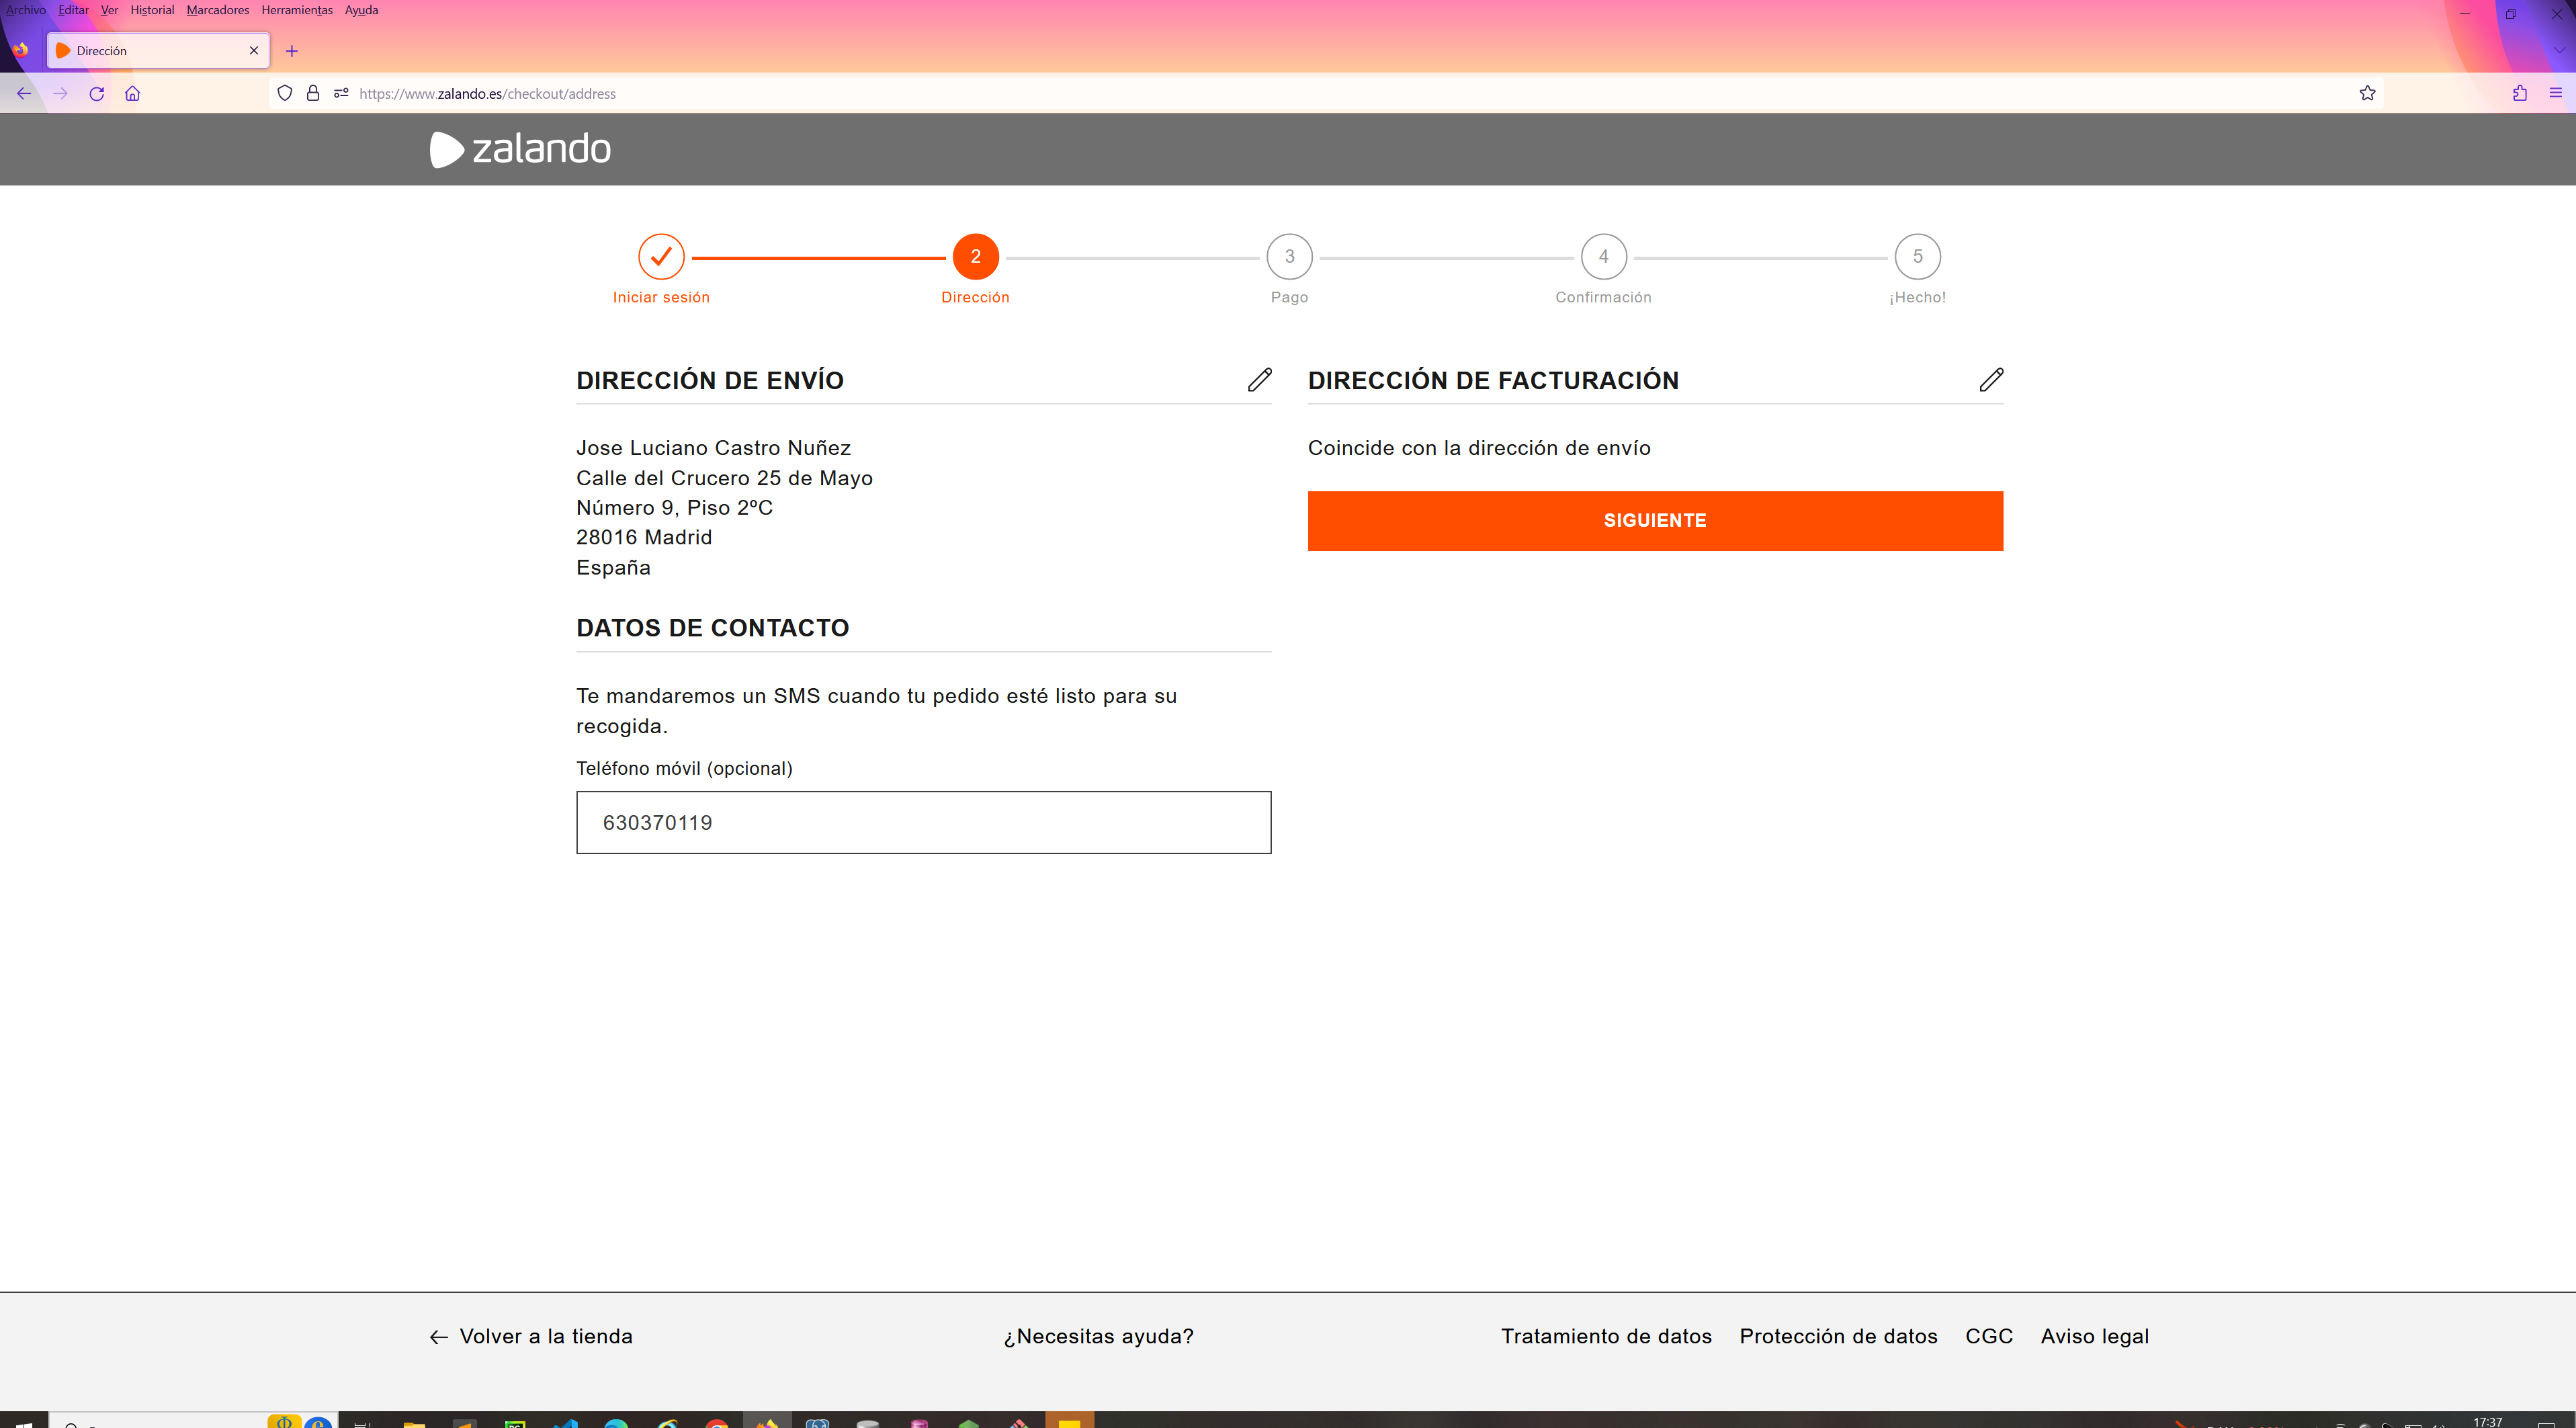 Archivo Editar Ver Historial Marcadores Herramientas Ayuda
Dirección
https://www.zalando.es/checkout/address
zalando
2 3 4 5
Iniciar sesión Dirección Pago Confirmación ¡Hecho!
DIRECCIÓN DE ENVÍO
Jose Luciano Castro Nuñez
Calle del Crucero 25 de Mayo
Número 9, Piso 2ºC
28016 Madrid
España
DATOS DE CONTACTO
Te mandaremos un SMS cuando tu pedido esté listo para su
recogida.
Teléfono móvil (opcional)
630370119
DIRECCIÓN DE FACTURACIÓN
Coincide con la dirección de envío
SIGUIENTE
Volver a la tienda ¿Necesitas ayuda? Tratamiento de datos Protección de datos CGC Aviso legal
17:37